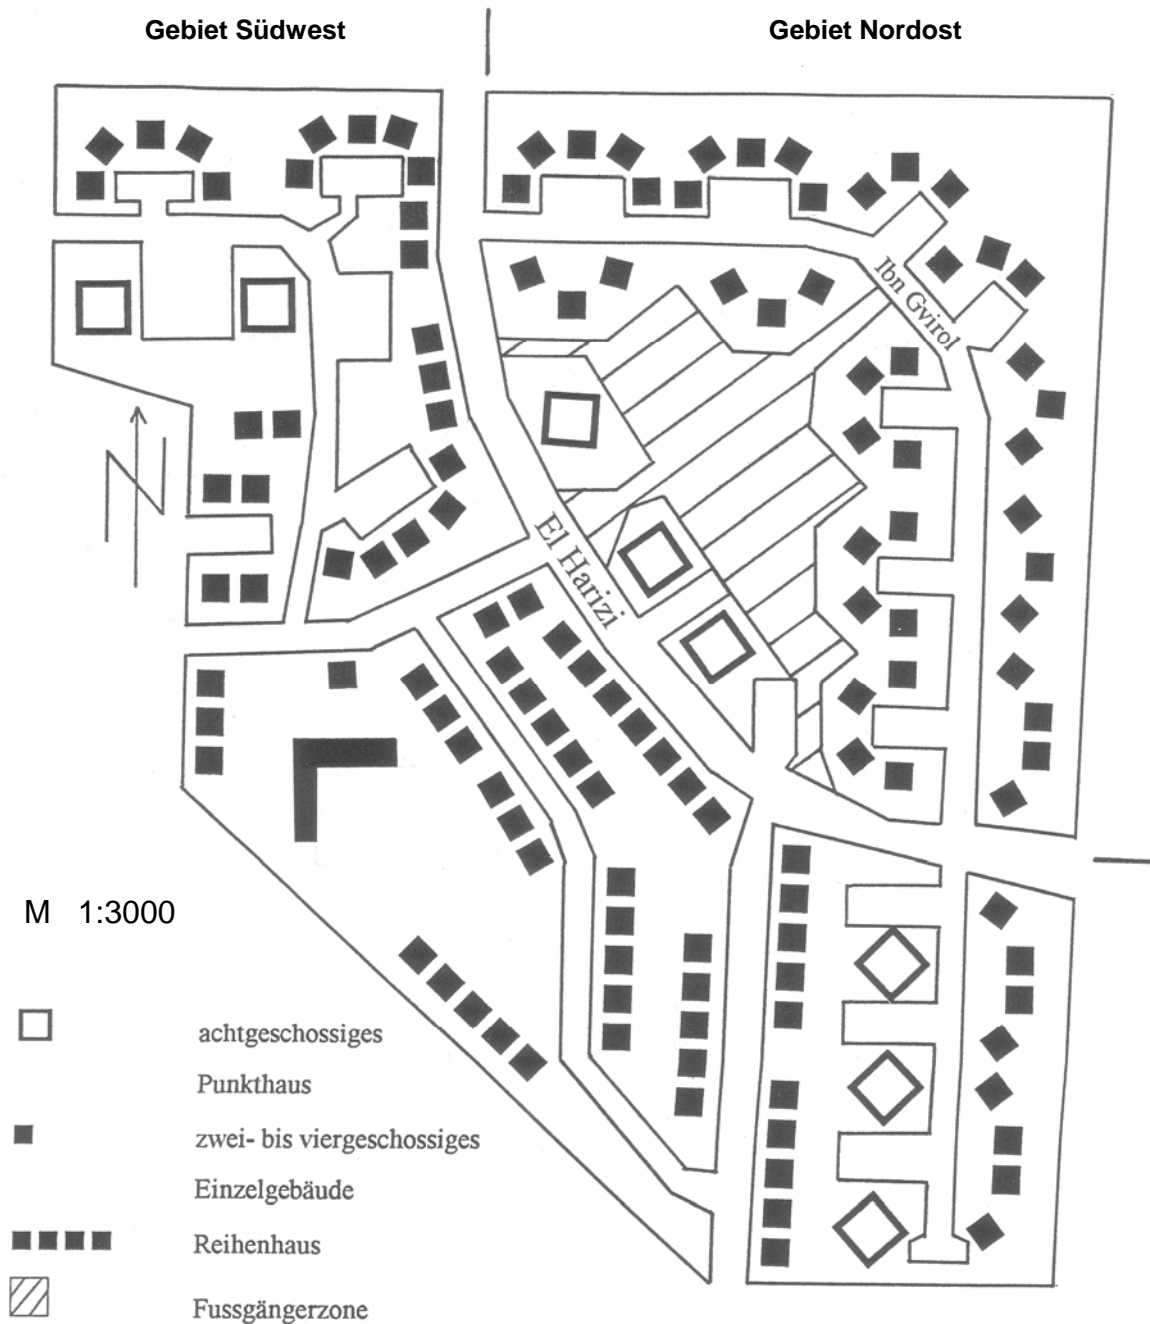 Gebiet Südwest
Gebiet Nordost
Ibn Gvirol
El Harizi
M 1:3000
achtgeschossiges
Punkthaus
zwei- bis viergeschossiges
Einzelgebäude
Reihenhaus
Fussgängerzone